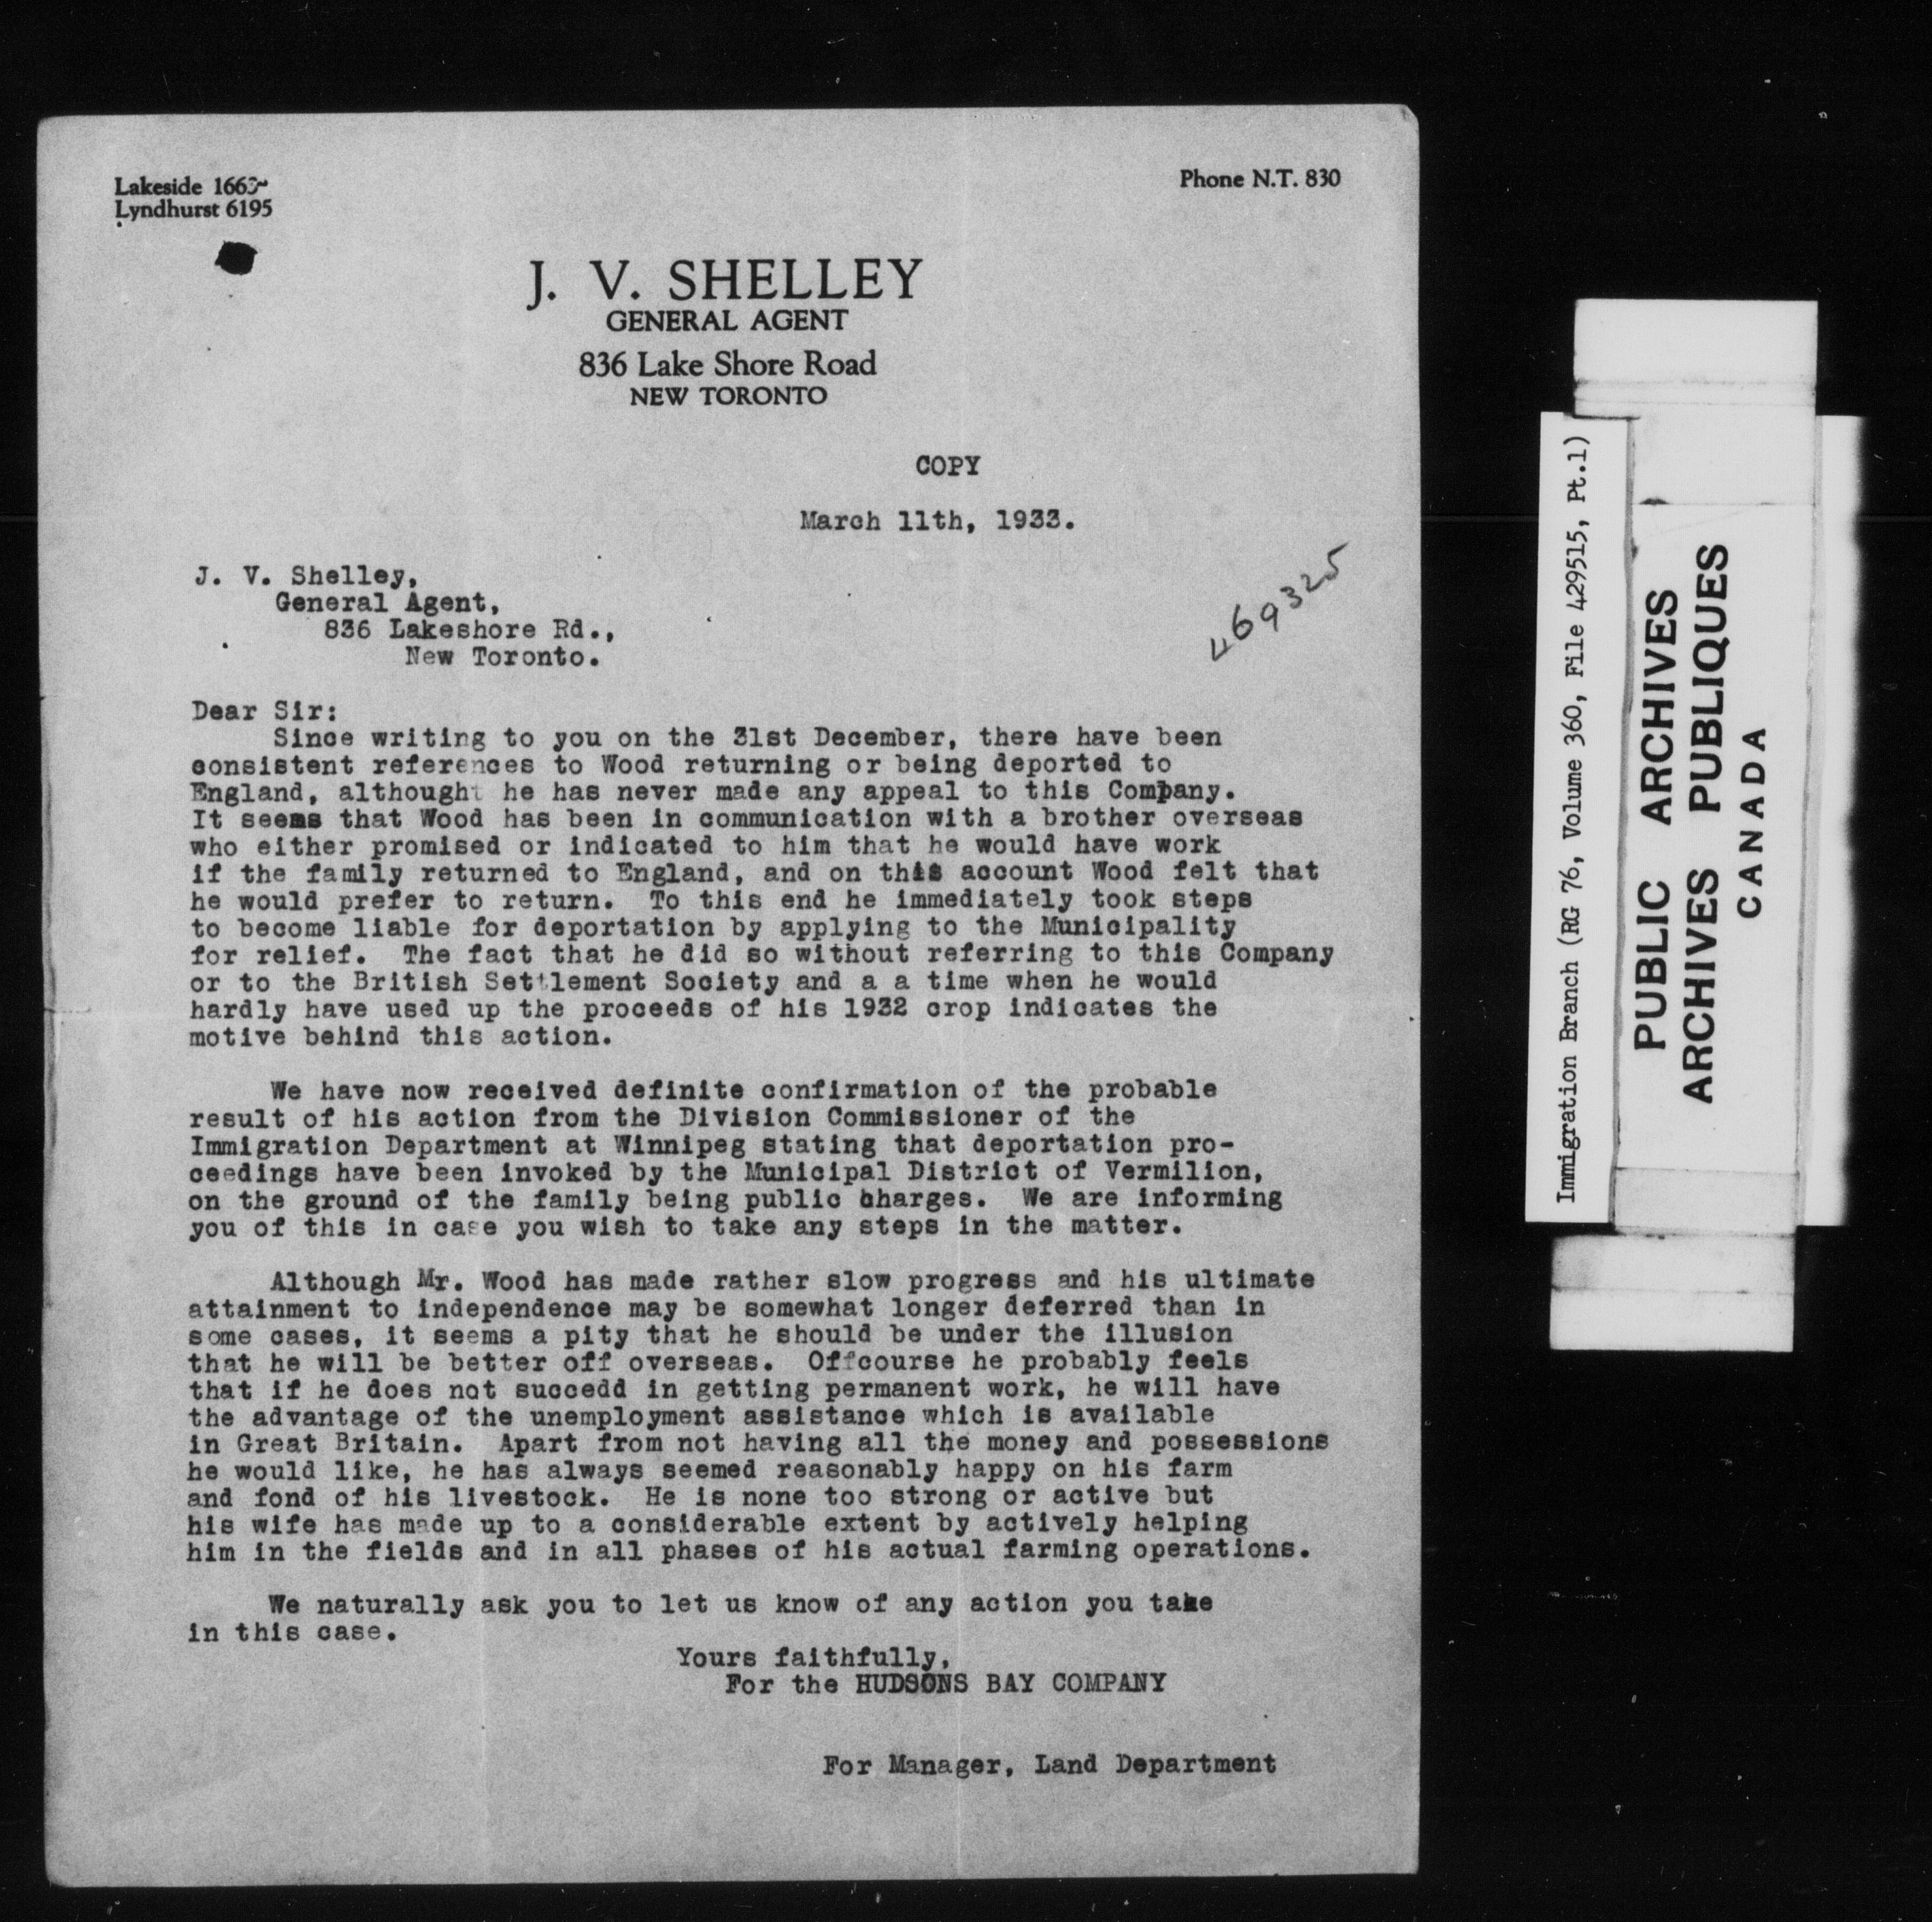 Lakeside 1663
Lyndhurst 6195
Phone N.T. 830
J. V. SHELLEY
GENERAL AGENT
836 Lake Shore Road
NEW TORONTO
COPY
March 11th, 1933.
469325
J. V. Shelley,
General Agent,
836 Lakeshore Rd.,
New Toronto.
Dear Sir:
Since writing to you on the 31st December, there have been
consistent references to Wood returning or being deported to
England, althought he has never made any appeal to this Company.
It seems that Wood has been in communication with a brother overseas
who either promised or indicated to him that he would have work
if the family returned to England, and on this account Wood felt that
he would prefer to return. To this end he immediately took steps
to become liable for deportation by applying to the Municipality
for relief. The fact that he did so without referring to this Company
or to the British Settlement Society and a a time when he would
hardly have used up the proceeds of his 1932 crop indicates the
motive behind this action.
We have now received definite confirmation of the probable
result of his action from the Division Commissioner of the
Immigration Department at Winnipeg stating that deportation pro-
ceedings have been invoked by the Municipal District of Vermilion,
on the ground of the family being public charges. We are informing
you of this in case you wish to take any steps in the matter.
Although Mr. Wood has made rather slow progress and his ultimate
attainment to independence may be somewhat longer deferred than in
some cases, it seems a pity that he should be under the illusion
that he will be better off overseas. Offcourse he probably feels
that if he does not succedd in getting permanent work, he will have
the advantage of the unemployment assistance which is available
in Great Britain. Apart from not having all the money and possessions
he would like, he has always seemed reasonably happy on his farm
and fond of his livestock. He is none too strong or active but
his wife has made up to a considerable extent by actively helping
him in the fields and in all phases of his actual farming operations.
We naturally ask you to let us know of any action you take
in this case.
Yours faithfully,
For the HUDSONS BAY COMPANY
For Manager, Land Department
Immigration Branch (RG 76, Volume 360, File 429515, Pt.1)
PUBLIC ARCHIVES
ARCHIVES PUBLIQUES
CANADA